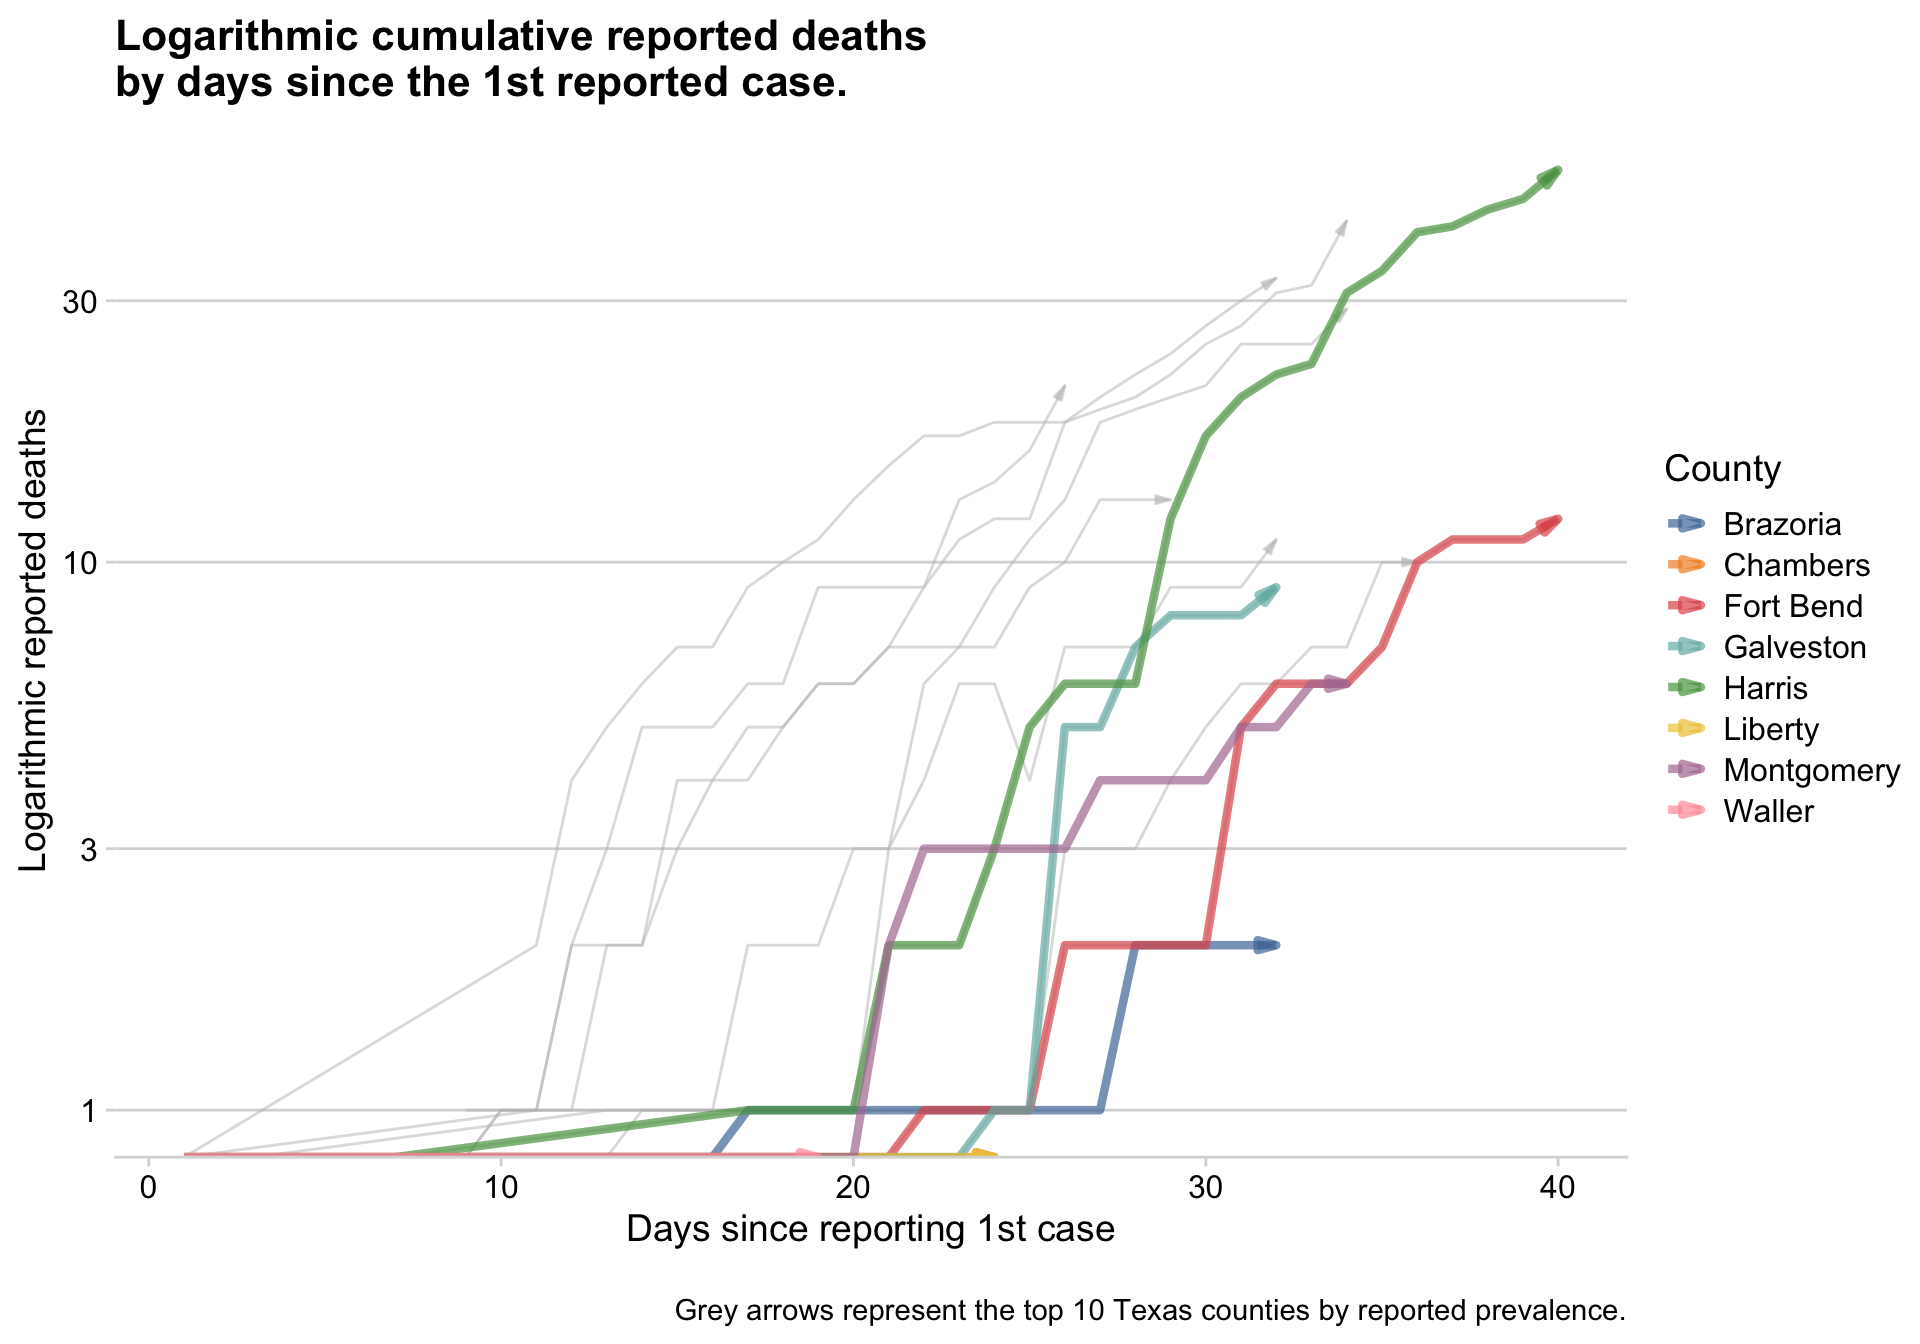 Logarithmic cumulative reported deaths
by days since the 1st reported case.
Logarithmic reported deaths
30
10
3
1
0
10
20
30
40
Days since reporting 1st case
County
Brazoria
Chambers
Fort Bend
Galveston
Harris
Liberty
Montgomery
Waller
Grey arrows represent the top 10 Texas counties by reported prevalence.